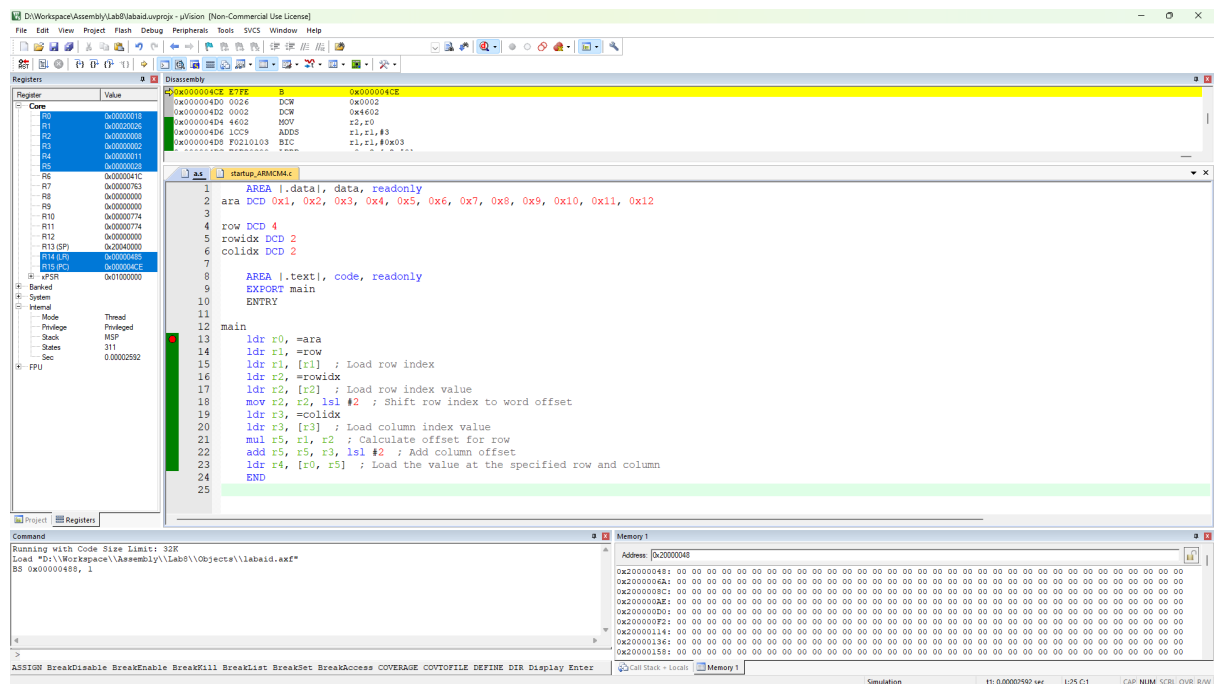 D:\Workspace\Assembly\Lab8\labaid.uvprojx - µVision [Non-Commercial Use License]
File Edit View Project Flash Debug Peripherals Tools SVCS Window Help
Registers
Register Value
Core
R0 0x00000018
R1 0x00020026
R2 0x00000008
R3 0x00000002
R4 0x00000011
R5 0x00000028
R6 0x0000041C
R7 0x00000763
R8 0x00000000
R9 0x00000000
R10 0x00000774
R11 0x00000774
R12 0x00000000
R13 (SP) 0x20040000
R14 (LR) 0x00000485
R15 (PC) 0x000004CE
xPSR 0x01000000
Banked
System
Internal
Mode Thread
Privilege Privileged
Stack MSP
States 311
Sec 0.00002592
FPU
Project Registers
Disassembly
0x000004CE E7FE B 0x000004CE
0x000004D0 0026 DCW 0x0002
0x000004D2 0002 DCW 0x4602
0x000004D4 4602 MOV r2,r0
0x000004D6 1CC9 ADDS r1,r1,#3
0x000004D8 F0210103 BIC r1,r1,#0x03
a.s startup_ARMCM4.c
1 AREA |.data|, data, readonly
2 ara DCD 0x1, 0x2, 0x3, 0x4, 0x5, 0x6, 0x7, 0x8, 0x9, 0x10, 0x11, 0x12
3
4 row DCD 4
5 rowidx DCD 2
6 colidx DCD 2
7
8 AREA |.text|, code, readonly
9 EXPORT main
10 ENTRY
11
12 main
13 ldr r0, =ara
14 ldr r1, =row
15 ldr r1, [r1] ; Load row index
16 ldr r2, =rowidx
17 ldr r2, [r2] ; Load row index value
18 mov r2, r2, lsl #2 ; Shift row index to word offset
19 ldr r3, =colidx
20 ldr r3, [r3] ; Load column index value
21 mul r5, r1, r2 ; Calculate offset for row
22 add r5, r5, r3, lsl #2 ; Add column offset
23 ldr r4, [r0, r5] ; Load the value at the specified row and column
24 END
25
Command
Running with Code Size Limit: 32K
Load "D:\\Workspace\\Assembly\\Lab8\\Objects\\labaid.axf"
BS 0x00000488, 1
>
ASSIGN BreakDisable BreakEnable BreakKill BreakList BreakSet BreakAccess COVERAGE COVTOFILE DEFINE DIR Display Enter
Memory 1
Address: 0x20000048
0x20000048: 00 00 00 00 00 00 00 00 00 00 00 00 00 00 00 00 00 00 00 00 00 00 00 00 00 00 00 00 00 00 00 00 00 00
0x2000006A: 00 00 00 00 00 00 00 00 00 00 00 00 00 00 00 00 00 00 00 00 00 00 00 00 00 00 00 00 00 00 00 00 00 00
0x2000008C: 00 00 00 00 00 00 00 00 00 00 00 00 00 00 00 00 00 00 00 00 00 00 00 00 00 00 00 00 00 00 00 00 00 00
0x200000AE: 00 00 00 00 00 00 00 00 00 00 00 00 00 00 00 00 00 00 00 00 00 00 00 00 00 00 00 00 00 00 00 00 00 00
0x200000D0: 00 00 00 00 00 00 00 00 00 00 00 00 00 00 00 00 00 00 00 00 00 00 00 00 00 00 00 00 00 00 00 00 00 00
0x200000F2: 00 00 00 00 00 00 00 00 00 00 00 00 00 00 00 00 00 00 00 00 00 00 00 00 00 00 00 00 00 00 00 00 00 00
0x20000114: 00 00 00 00 00 00 00 00 00 00 00 00 00 00 00 00 00 00 00 00 00 00 00 00 00 00 00 00 00 00 00 00 00 00
0x20000136: 00 00 00 00 00 00 00 00 00 00 00 00 00 00 00 00 00 00 00 00 00 00 00 00 00 00 00 00 00 00 00 00 00 00
0x20000158: 00 00 00 00 00 00 00 00 00 00 00 00 00 00 00 00 00 00 00 00 00 00 00 00 00 00 00 00 00 00 00 00 00 00
Call Stack + Locals Memory 1
Simulation t1: 0.00002592 sec L:25 C:1 CAP NUM SCRL OVR R/W